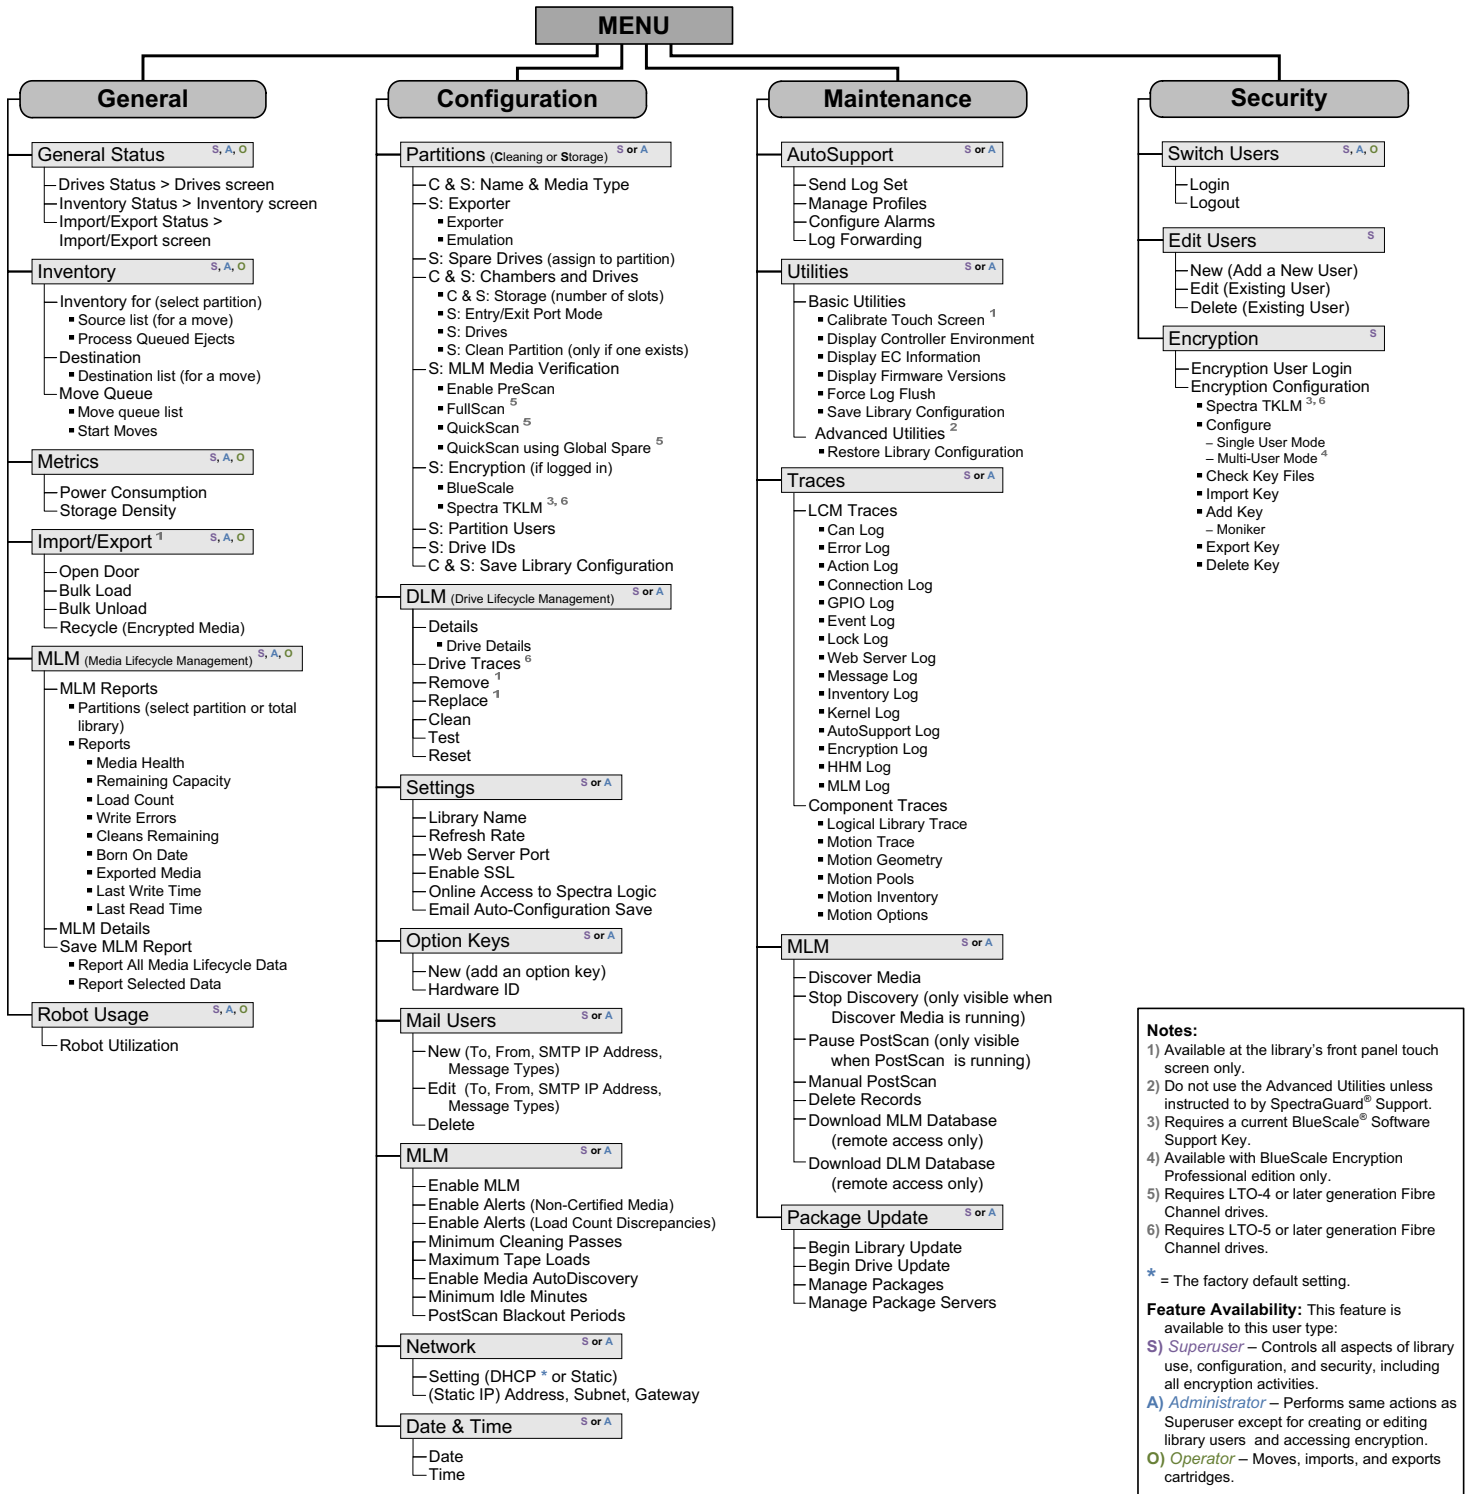 MENU
General
General Status S, A, O
Drives Status > Drives screen
Inventory Status > Inventory screen
Import/Export Status >
Import/Export screen
Inventory S, A, O
Inventory for (select partition)
▪ Source list (for a move)
▪ Process Queued Ejects
Destination
▪ Destination list (for a move)
Move Queue
▪ Move queue list
▪ Start Moves
Metrics S, A, O
Power Consumption
Storage Density
Import/Export 1 S, A, O
Open Door
Bulk Load
Bulk Unload
Recycle (Encrypted Media)
MLM (Media Lifecycle Management) S, A, O
MLM Reports
▪ Partitions (select partition or total
library)
▪ Reports
▪ Media Health
▪ Remaining Capacity
▪ Load Count
▪ Write Errors
▪ Cleans Remaining
▪ Born On Date
▪ Exported Media
▪ Last Write Time
▪ Last Read Time
MLM Details
Save MLM Report
▪ Report All Media Lifecycle Data
▪ Report Selected Data
Robot Usage S, A, O
Robot Utilization
Configuration
Partitions (Cleaning or Storage) S or A
C & S: Name & Media Type
S: Exporter
▪ Exporter
▪ Emulation
S: Spare Drives (assign to partition)
C & S: Chambers and Drives
▪ C & S: Storage (number of slots)
▪ S: Entry/Exit Port Mode
▪ S: Drives
▪ S: Clean Partition (only if one exists)
S: MLM Media Verification
▪ Enable PreScan
▪ FullScan 5
▪ QuickScan 5
▪ QuickScan using Global Spare 5
S: Encryption (if logged in)
▪ BlueScale
▪ Spectra TKLM 3, 6
S: Partition Users
S: Drive IDs
C & S: Save Library Configuration
DLM (Drive Lifecycle Management) S or A
Details
▪ Drive Details
Drive Traces 6
Remove 1
Replace 1
Clean
Test
Reset
Settings S or A
Library Name
Refresh Rate
Web Server Port
Enable SSL
Online Access to Spectra Logic
Email Auto-Configuration Save
Option Keys S or A
New (add an option key)
Hardware ID
Mail Users S or A
New (To, From, SMTP IP Address,
Message Types)
Edit (To, From, SMTP IP Address,
Message Types)
Delete
MLM S or A
Enable MLM
Enable Alerts (Non-Certified Media)
Enable Alerts (Load Count Discrepancies)
Minimum Cleaning Passes
Maximum Tape Loads
Enable Media AutoDiscovery
Minimum Idle Minutes
PostScan Blackout Periods
Network S or A
Setting (DHCP * or Static)
(Static IP) Address, Subnet, Gateway
Date & Time S or A
Date
Time
Maintenance
AutoSupport S or A
Send Log Set
Manage Profiles
Configure Alarms
Log Forwarding
Utilities S or A
Basic Utilities
▪ Calibrate Touch Screen 1
▪ Display Controller Environment
▪ Display EC Information
▪ Display Firmware Versions
▪ Force Log Flush
▪ Save Library Configuration
Advanced Utilities 2
▪ Restore Library Configuration
Traces S or A
LCM Traces
▪ Can Log
▪ Error Log
▪ Action Log
▪ Connection Log
▪ GPIO Log
▪ Event Log
▪ Lock Log
▪ Web Server Log
▪ Message Log
▪ Inventory Log
▪ Kernel Log
▪ AutoSupport Log
▪ Encryption Log
▪ HHM Log
▪ MLM Log
Component Traces
▪ Logical Library Trace
▪ Motion Trace
▪ Motion Geometry
▪ Motion Pools
▪ Motion Inventory
▪ Motion Options
MLM S or A
Discover Media
Stop Discovery (only visible when
Discover Media is running)
Pause PostScan (only visible
when PostScan is running)
Manual PostScan
Delete Records
Download MLM Database
(remote access only)
Download DLM Database
(remote access only)
Package Update S or A
Begin Library Update
Begin Drive Update
Manage Packages
Manage Package Servers
Security
Switch Users S, A, O
Login
Logout
Edit Users S
New (Add a New User)
Edit (Existing User)
Delete (Existing User)
Encryption S
Encryption User Login
Encryption Configuration
▪ Spectra TKLM 3, 6
▪ Configure
– Single User Mode
– Multi-User Mode 4
▪ Check Key Files
▪ Import Key
▪ Add Key
– Moniker
▪ Export Key
▪ Delete Key
Notes:
1) Available at the library's front panel touch
screen only.
2) Do not use the Advanced Utilities unless
instructed to by SpectraGuard® Support.
3) Requires a current BlueScale® Software
Support Key.
4) Available with BlueScale Encryption
Professional edition only.
5) Requires LTO-4 or later generation Fibre
Channel drives.
6) Requires LTO-5 or later generation Fibre
Channel drives.
* = The factory default setting.
Feature Availability: This feature is
available to this user type:
S) Superuser – Controls all aspects of library
use, configuration, and security, including
all encryption activities.
A) Administrator – Performs same actions as
Superuser except for creating or editing
library users and accessing encryption.
O) Operator – Moves, imports, and exports
cartridges.